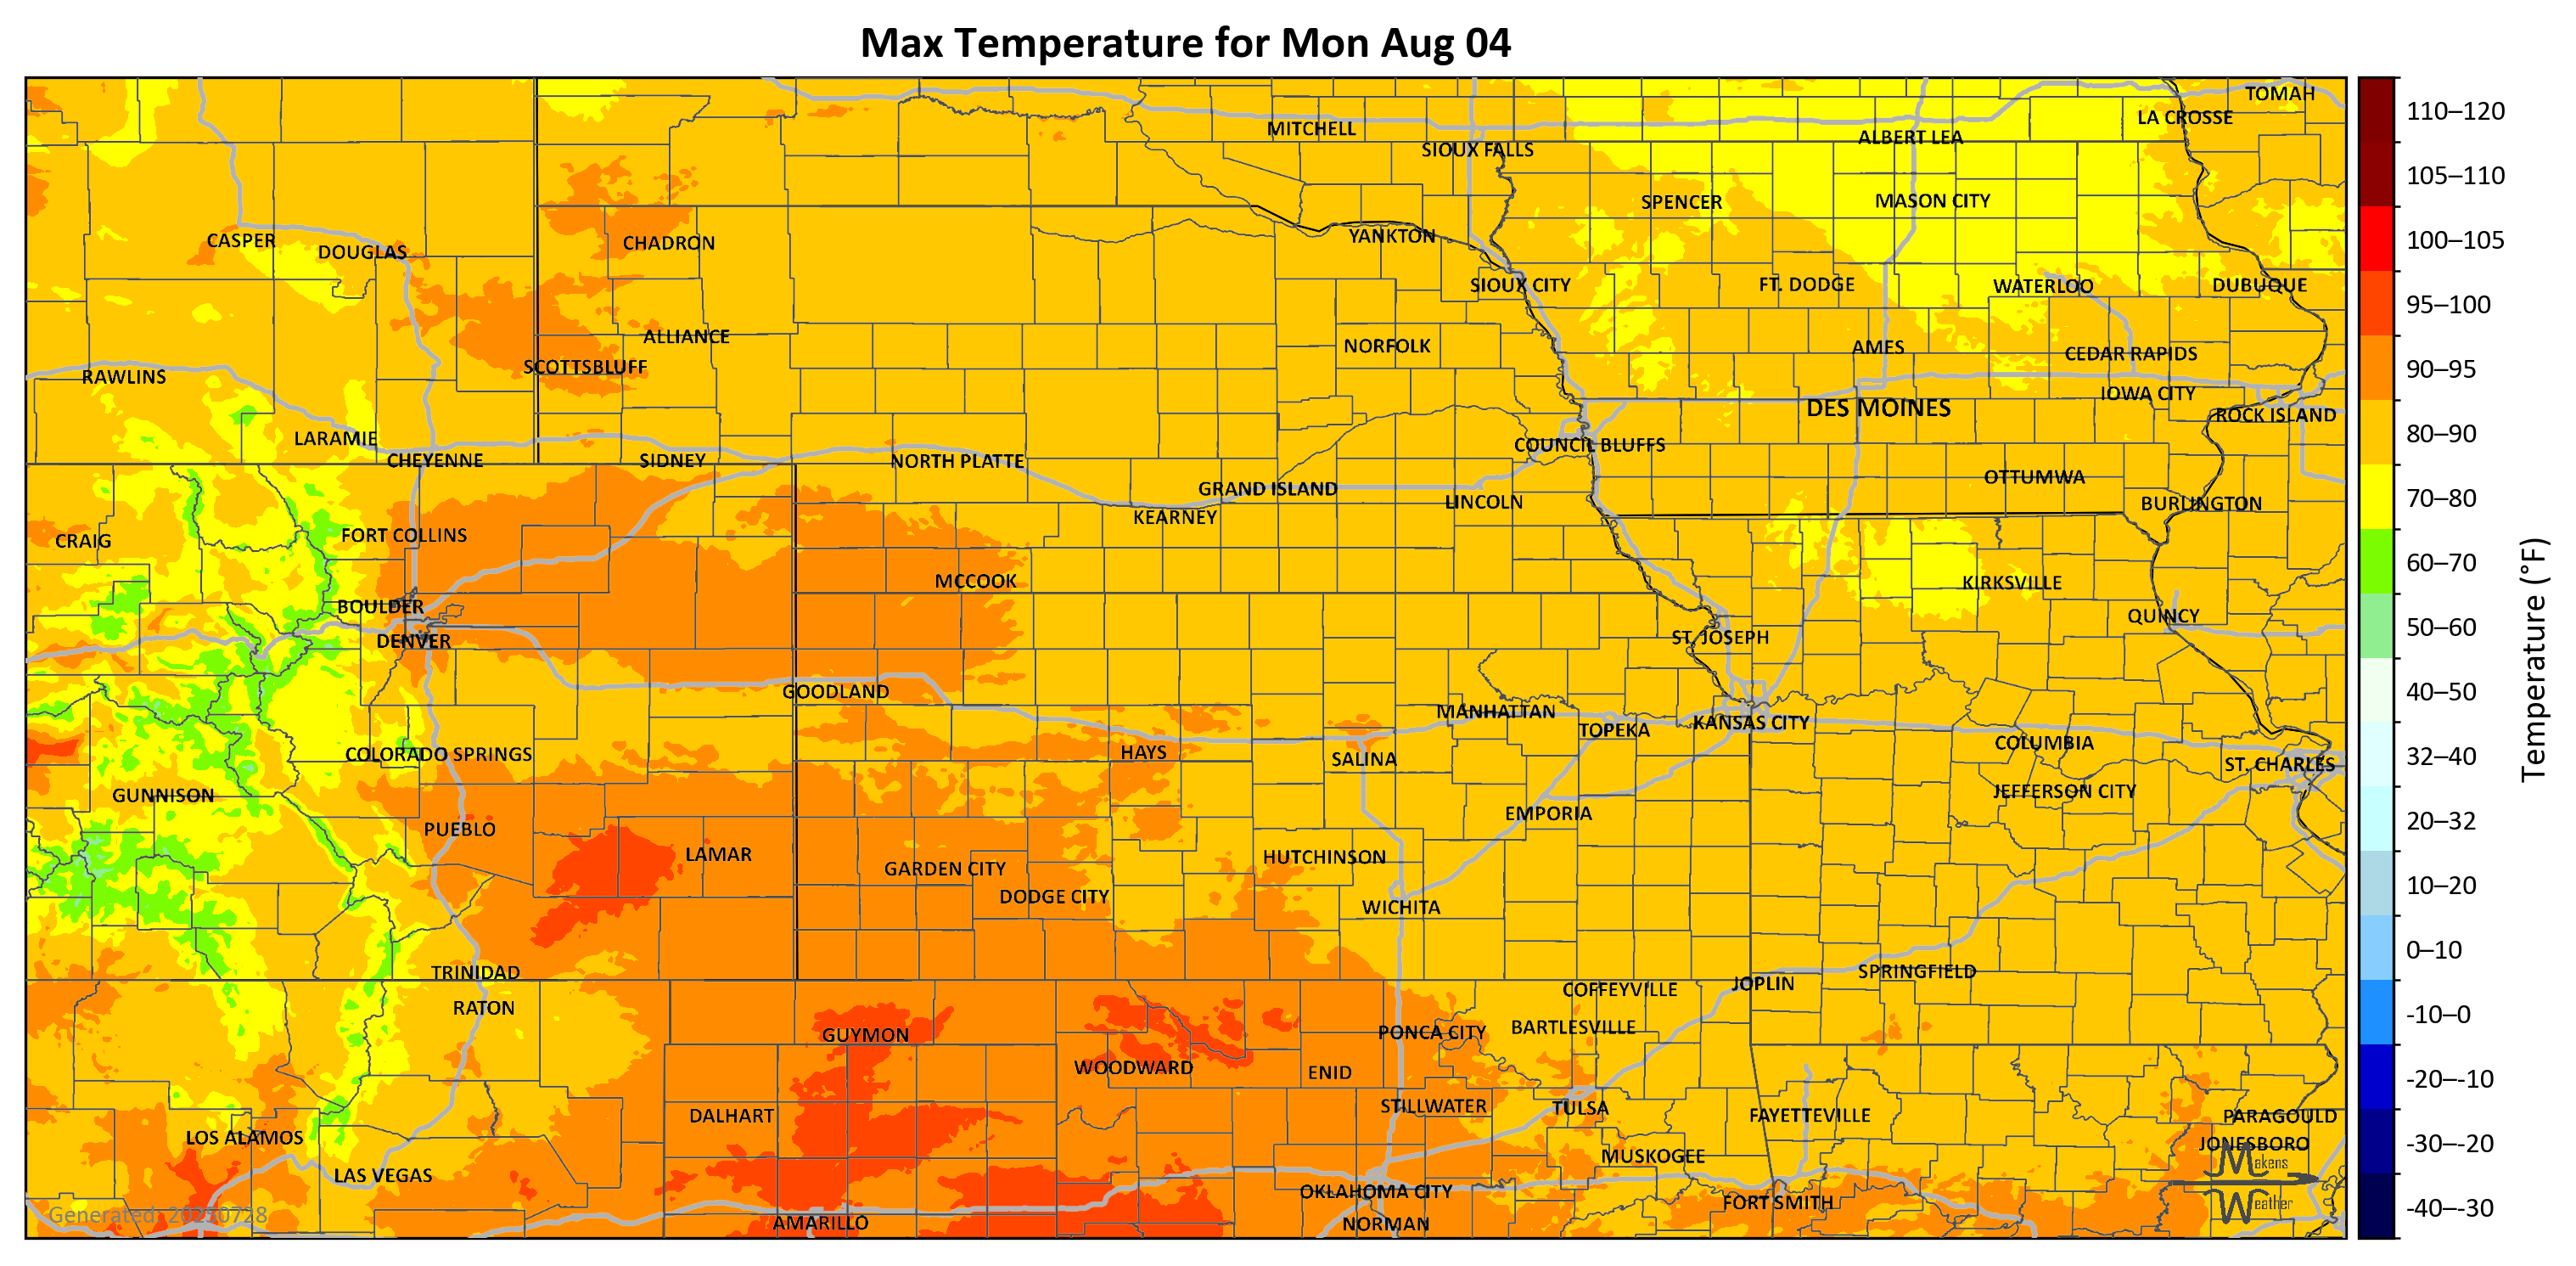 Max Temperature for Mon Aug 04
TOMAH
LA CROSSE
MITCHELL
ALBERT LEA
SIOUX FALLS
SPENCER
MASON CITY
CASPER
DOUGLAS
CHADRON
YANKTON
SIOUX CITY
FT. DODGE
WATERLOO
DUBUQUE
ALLIANCE
NORFOLK
AMES
CEDAR RAPIDS
SCOTTSBLUFF
RAWLINS
IOWA CITY
DES MOINES
ROCK ISLAND
LARAMIE
COUNCIL BLUFFS
CHEYENNE
SIDNEY
NORTH PLATTE
OTTUMWA
GRAND ISLAND
LINCOLN
BURLINGTON
KEARNEY
CRAIG
FORT COLLINS
MCCOOK
KIRKSVILLE
BOULDER
QUINCY
DENVER
ST. JOSEPH
GOODLAND
MANHATTAN
TOPEKA
KANSAS CITY
COLUMBIA
COLORADO SPRINGS
HAYS
SALINA
ST. CHARLES
GUNNISON
JEFFERSON CITY
EMPORIA
PUEBLO
LAMAR
HUTCHINSON
GARDEN CITY
DODGE CITY
WICHITA
TRINIDAD
SPRINGFIELD
JOPLIN
COFFEYVILLE
RATON
GUYMON
PONCA CITY
BARTLESVILLE
WOODWARD
ENID
STILLWATER
TULSA
DALHART
FAYETTEVILLE
PARAGOULD
LOS ALAMOS
JONESBORO
MUSKOGEE
LAS VEGAS
OKLAHOMA CITY
FORT SMITH
AMARILLO
NORMAN
Generated: 20250728
Makens
Weather
110–120
105–110
100–105
95–100
90–95
80–90
70–80
60–70
50–60
40–50
32–40
20–32
10–20
0–10
-10–0
-20–-10
-30–-20
-40–-30
Temperature (°F)